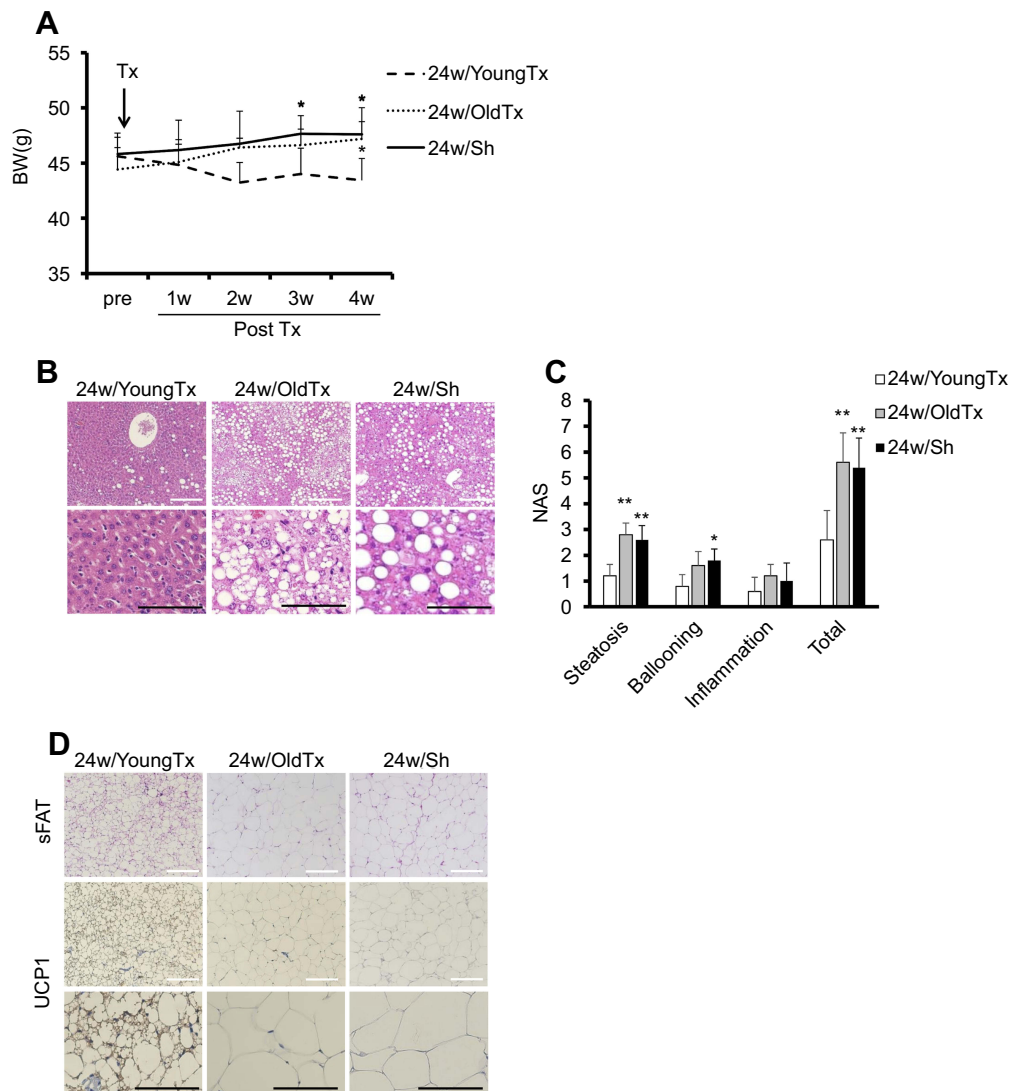 A
55
50
45
40
35
BW(g)
Tx
*
*
*
pre
1w
2w
3w
4w
Post Tx
24w/YoungTx
24w/OldTx
24w/Sh
B
24w/YoungTx
24w/OldTx
24w/Sh
C
24w/YoungTx
24w/OldTx
24w/Sh
NAS
8
7
6
5
4
3
2
1
0
**
**
*
**
**
Steatosis
Ballooning
Inflammation
Total
D
24w/YoungTx
24w/OldTx
24w/Sh
sFAT
UCP1